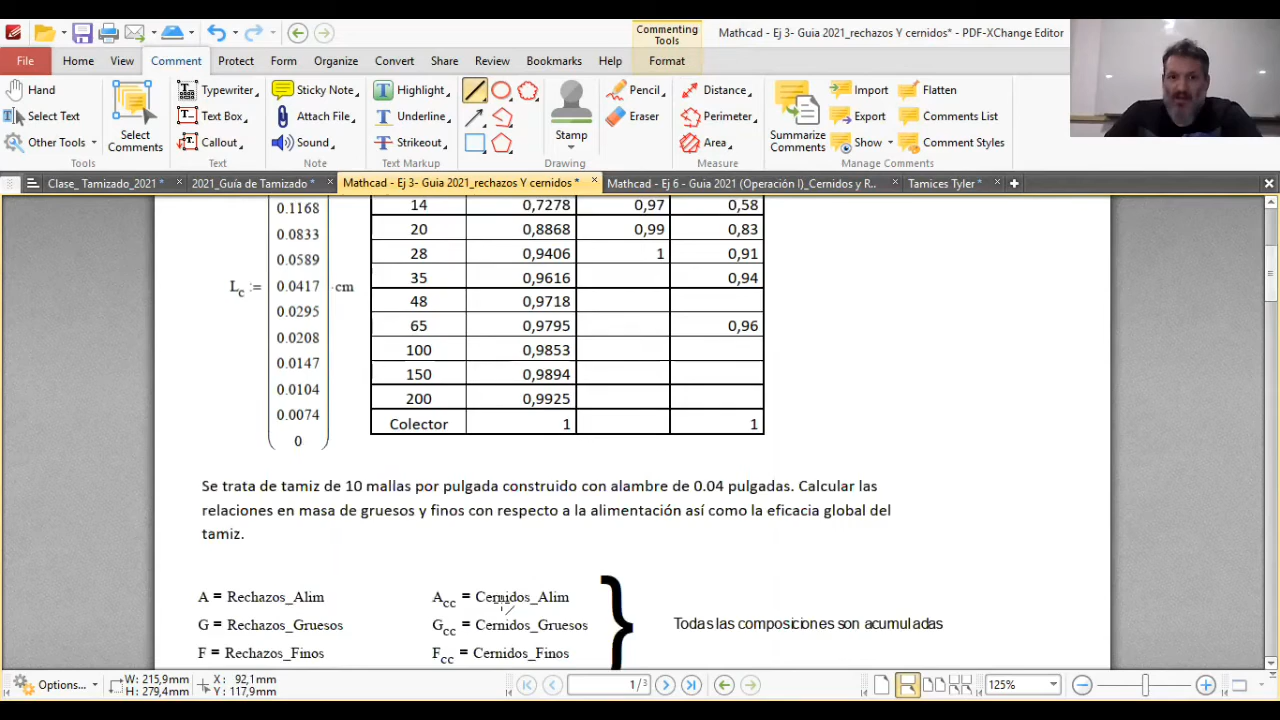 Commenting
Tools
Mathcad - Ej 3- Guia 2021_rechazos Y cernidos* - PDF-XChange Editor
File Home View Comment Protect Form Organize Convert Share Review Bookmarks Help Format
Hand
Select Text
Other Tools
Tools
Select
Comments
Typewriter
Text Box
Callout
Text
Sticky Note
Attach File
Sound
Note
Highlight
Underline
Strikeout
Text Markup
Drawing
Stamp
Pencil
Eraser
Distance
Perimeter
Area
Measure
Summarize
Comments
Import
Export
Show
Flatten
Comments List
Comment Styles
Manage Comments
Clase_ Tamizado_2021 * × 2021_Guía de Tamizado * × Mathcad - Ej 3- Guia 2021_rechazos Y cernidos * × Mathcad - Ej 6 - Guia 2021 (Operación I)_Cernidos y R... × Tamices Tyler * ×
0.1168
0.0833
0.0589
0.0417
0.0295
0.0208
0.0147
0.0104
0.0074
0
Lc := cm
14 0,7278 0,97 0,58
20 0,8868 0,99 0,83
28 0,9406 1 0,91
35 0,9616 0,94
48 0,9718
65 0,9795 0,96
100 0,9853
150 0,9894
200 0,9925
Colector 1 1
Se trata de tamiz de 10 mallas por pulgada construido con alambre de 0.04 pulgadas. Calcular las
relaciones en masa de gruesos y finos con respecto a la alimentación así como la eficacia global del
tamiz.
A = Rechazos_Alim Acc = Cernidos_Alim
G = Rechazos_Gruesos Gcc = Cernidos_Gruesos
F = Rechazos_Finos Fcc = Cernidos_Finos
Todas las composiciones son acumuladas
Options...
W: 215,9mm
H: 279,4mm
X: 92,1mm
Y: 117,9mm
1/3
125%